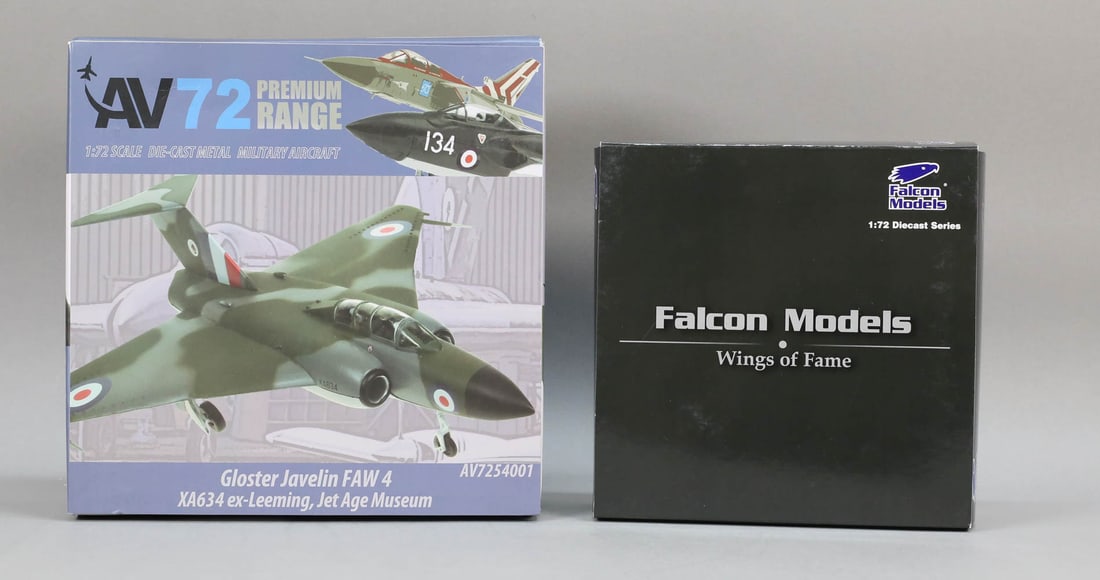 AV72 PREMIUM RANGE
1:72 SCALE DIE-CAST METAL MILITARY AIRCRAFT
134
XA634
AV7254001
Gloster Javelin FAW 4
XA634 ex-Leeming, Jet Age Museum
Falcon
Models
1:72 Diecast Series
Falcon Models
Wings of Fame